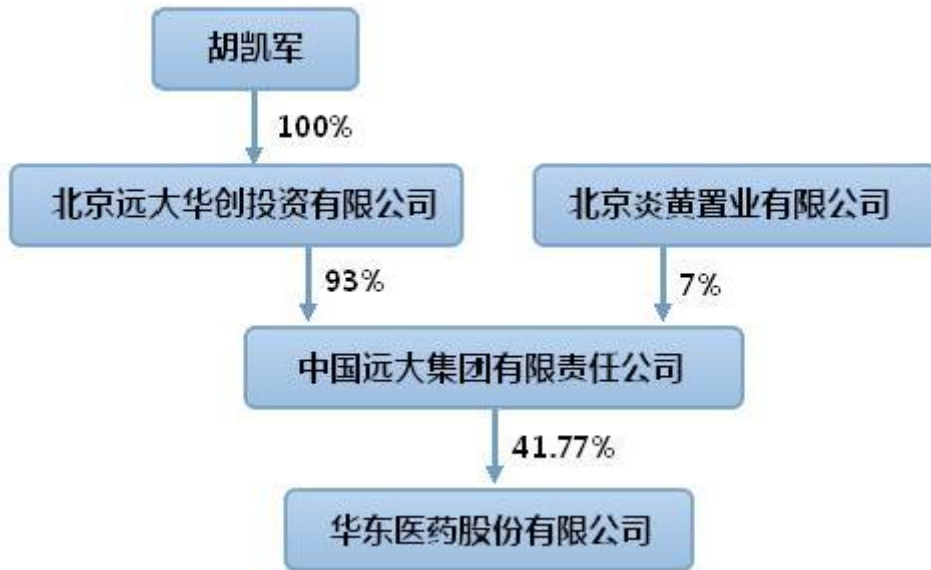 胡凯军
100%
北京远大华创投资有限公司
北京炎黄置业有限公司
93%
7%
中国远大集团有限责任公司
41.77%
华东医药股份有限公司